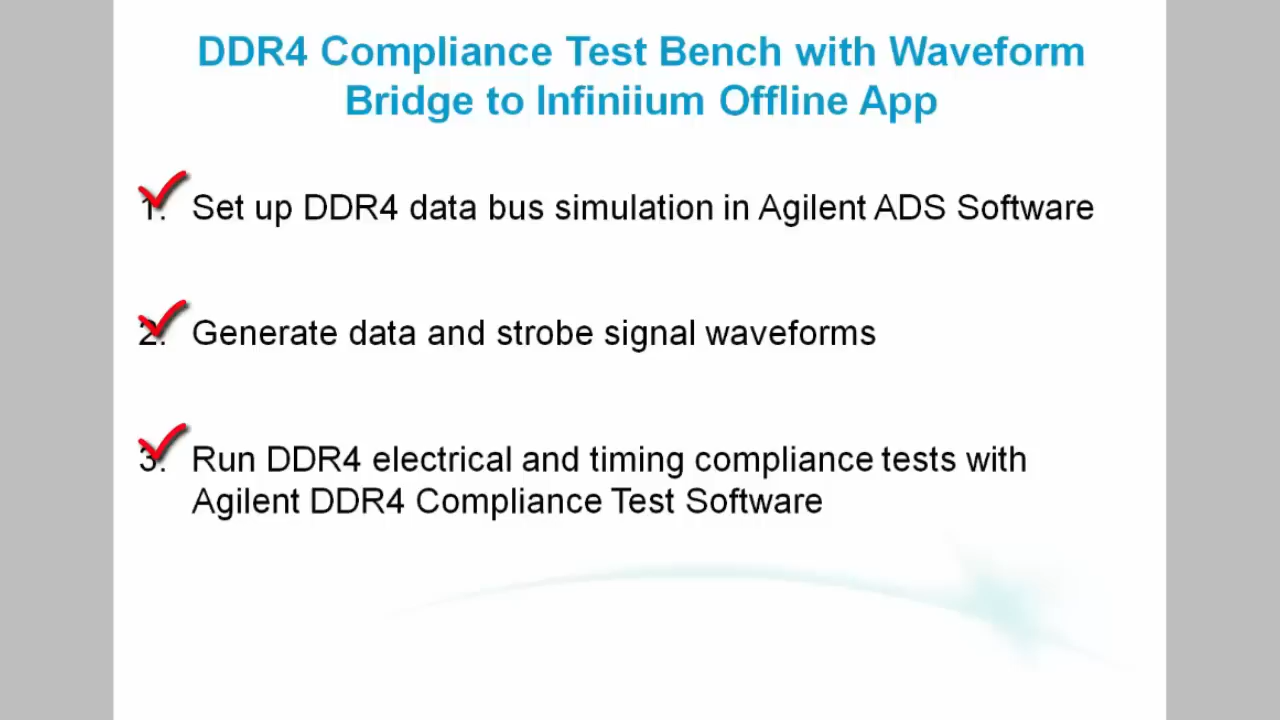 DDR4 Compliance Test Bench with Waveform
Bridge to Infiniium Offline App
1. Set up DDR4 data bus simulation in Agilent ADS Software
2. Generate data and strobe signal waveforms
3. Run DDR4 electrical and timing compliance tests with
Agilent DDR4 Compliance Test Software